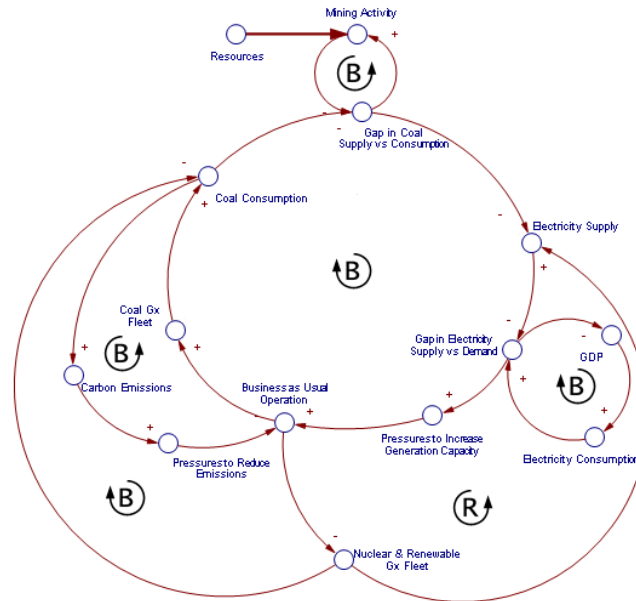 Mining Activity
+
Resources
B
-
-
Gap in Coal
Supply vs Consumption
-
+
Coal Consumption
-
Electricity Supply
+
B
Coal Gx
Fleet
+
-
Gap in Electricity
Supply vs Demand
-
GDP
B
+
Carbon Emissions
B
+
+
Business as Usual
Operation
-
+
+
+
Pressures to Increase
Generation Capacity
+
Electricity Consumption
+
Pressures to Reduce
Emissions
B
R
-
Nuclear & Renewable
Gx Fleet